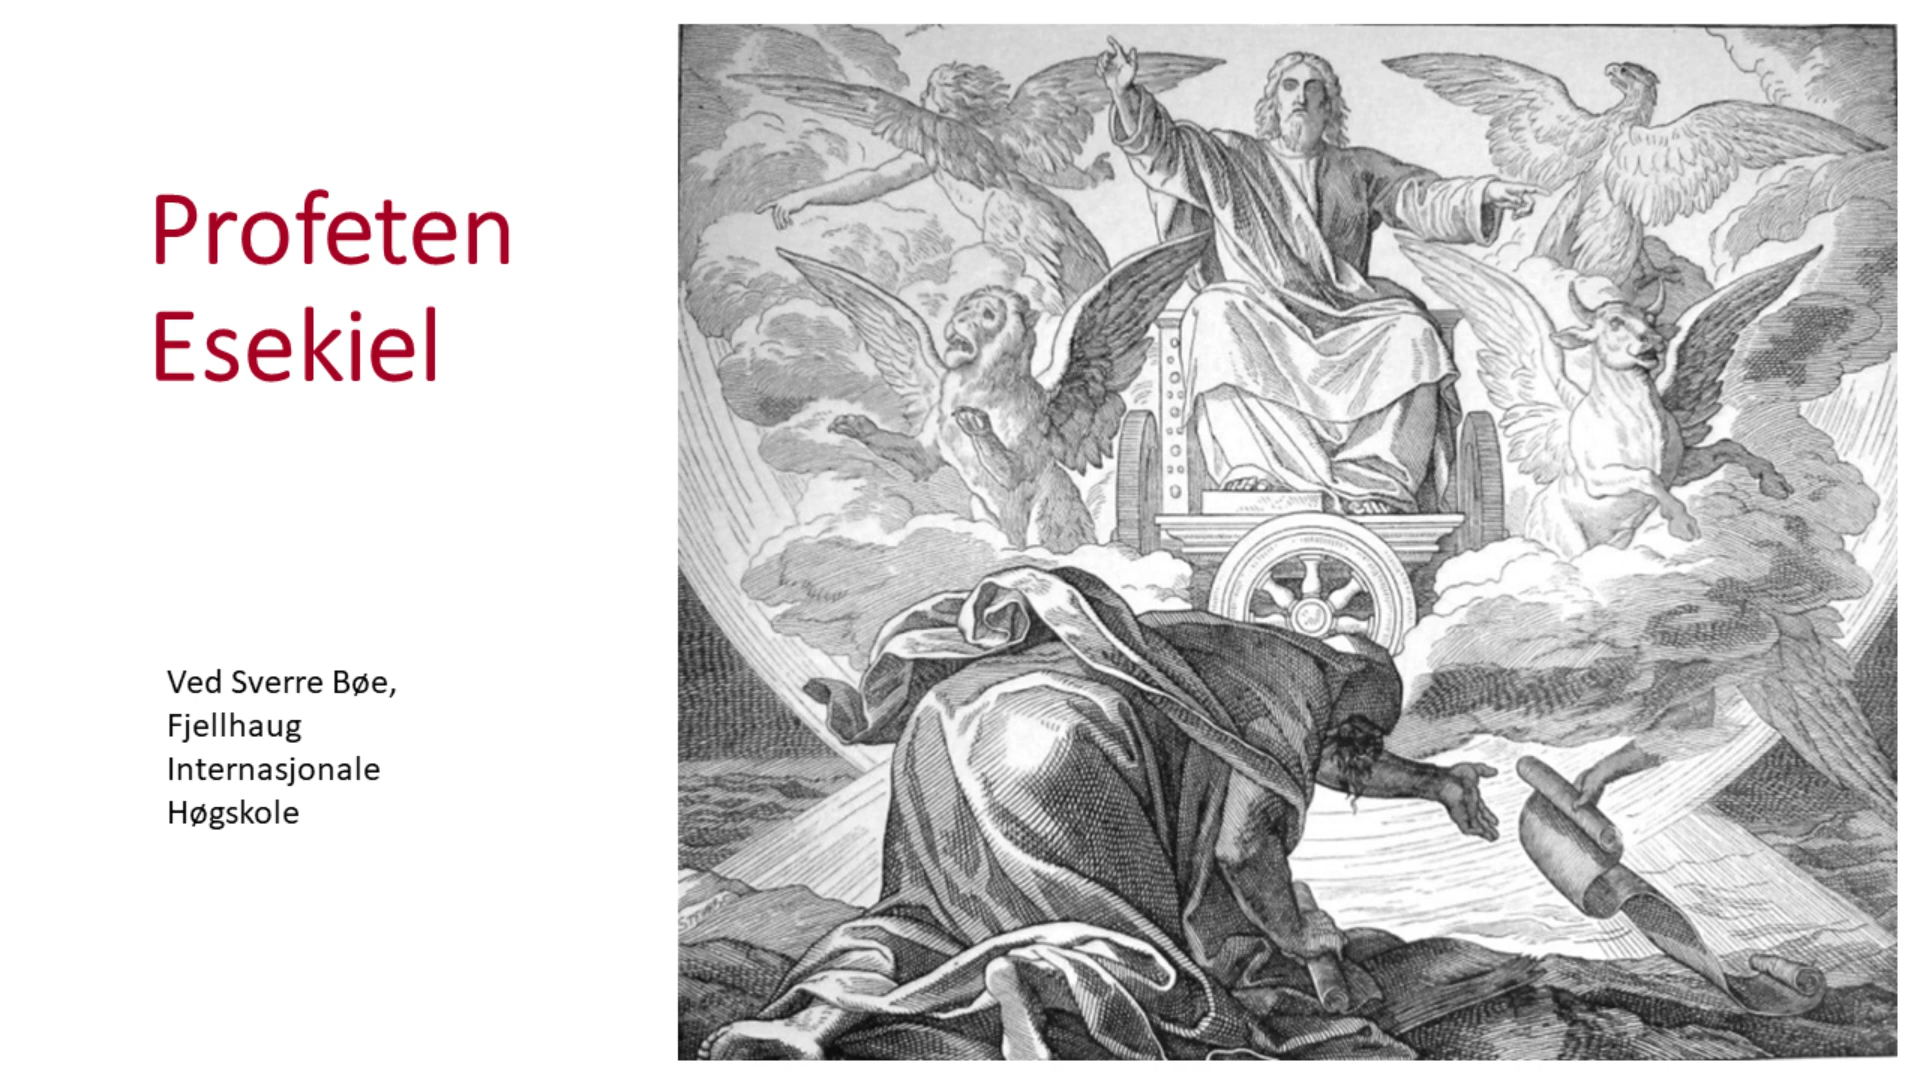 Profeten
Esekiel
Ved Sverre Bøe,
Fjellhaug
Internasjonale
Høgskole